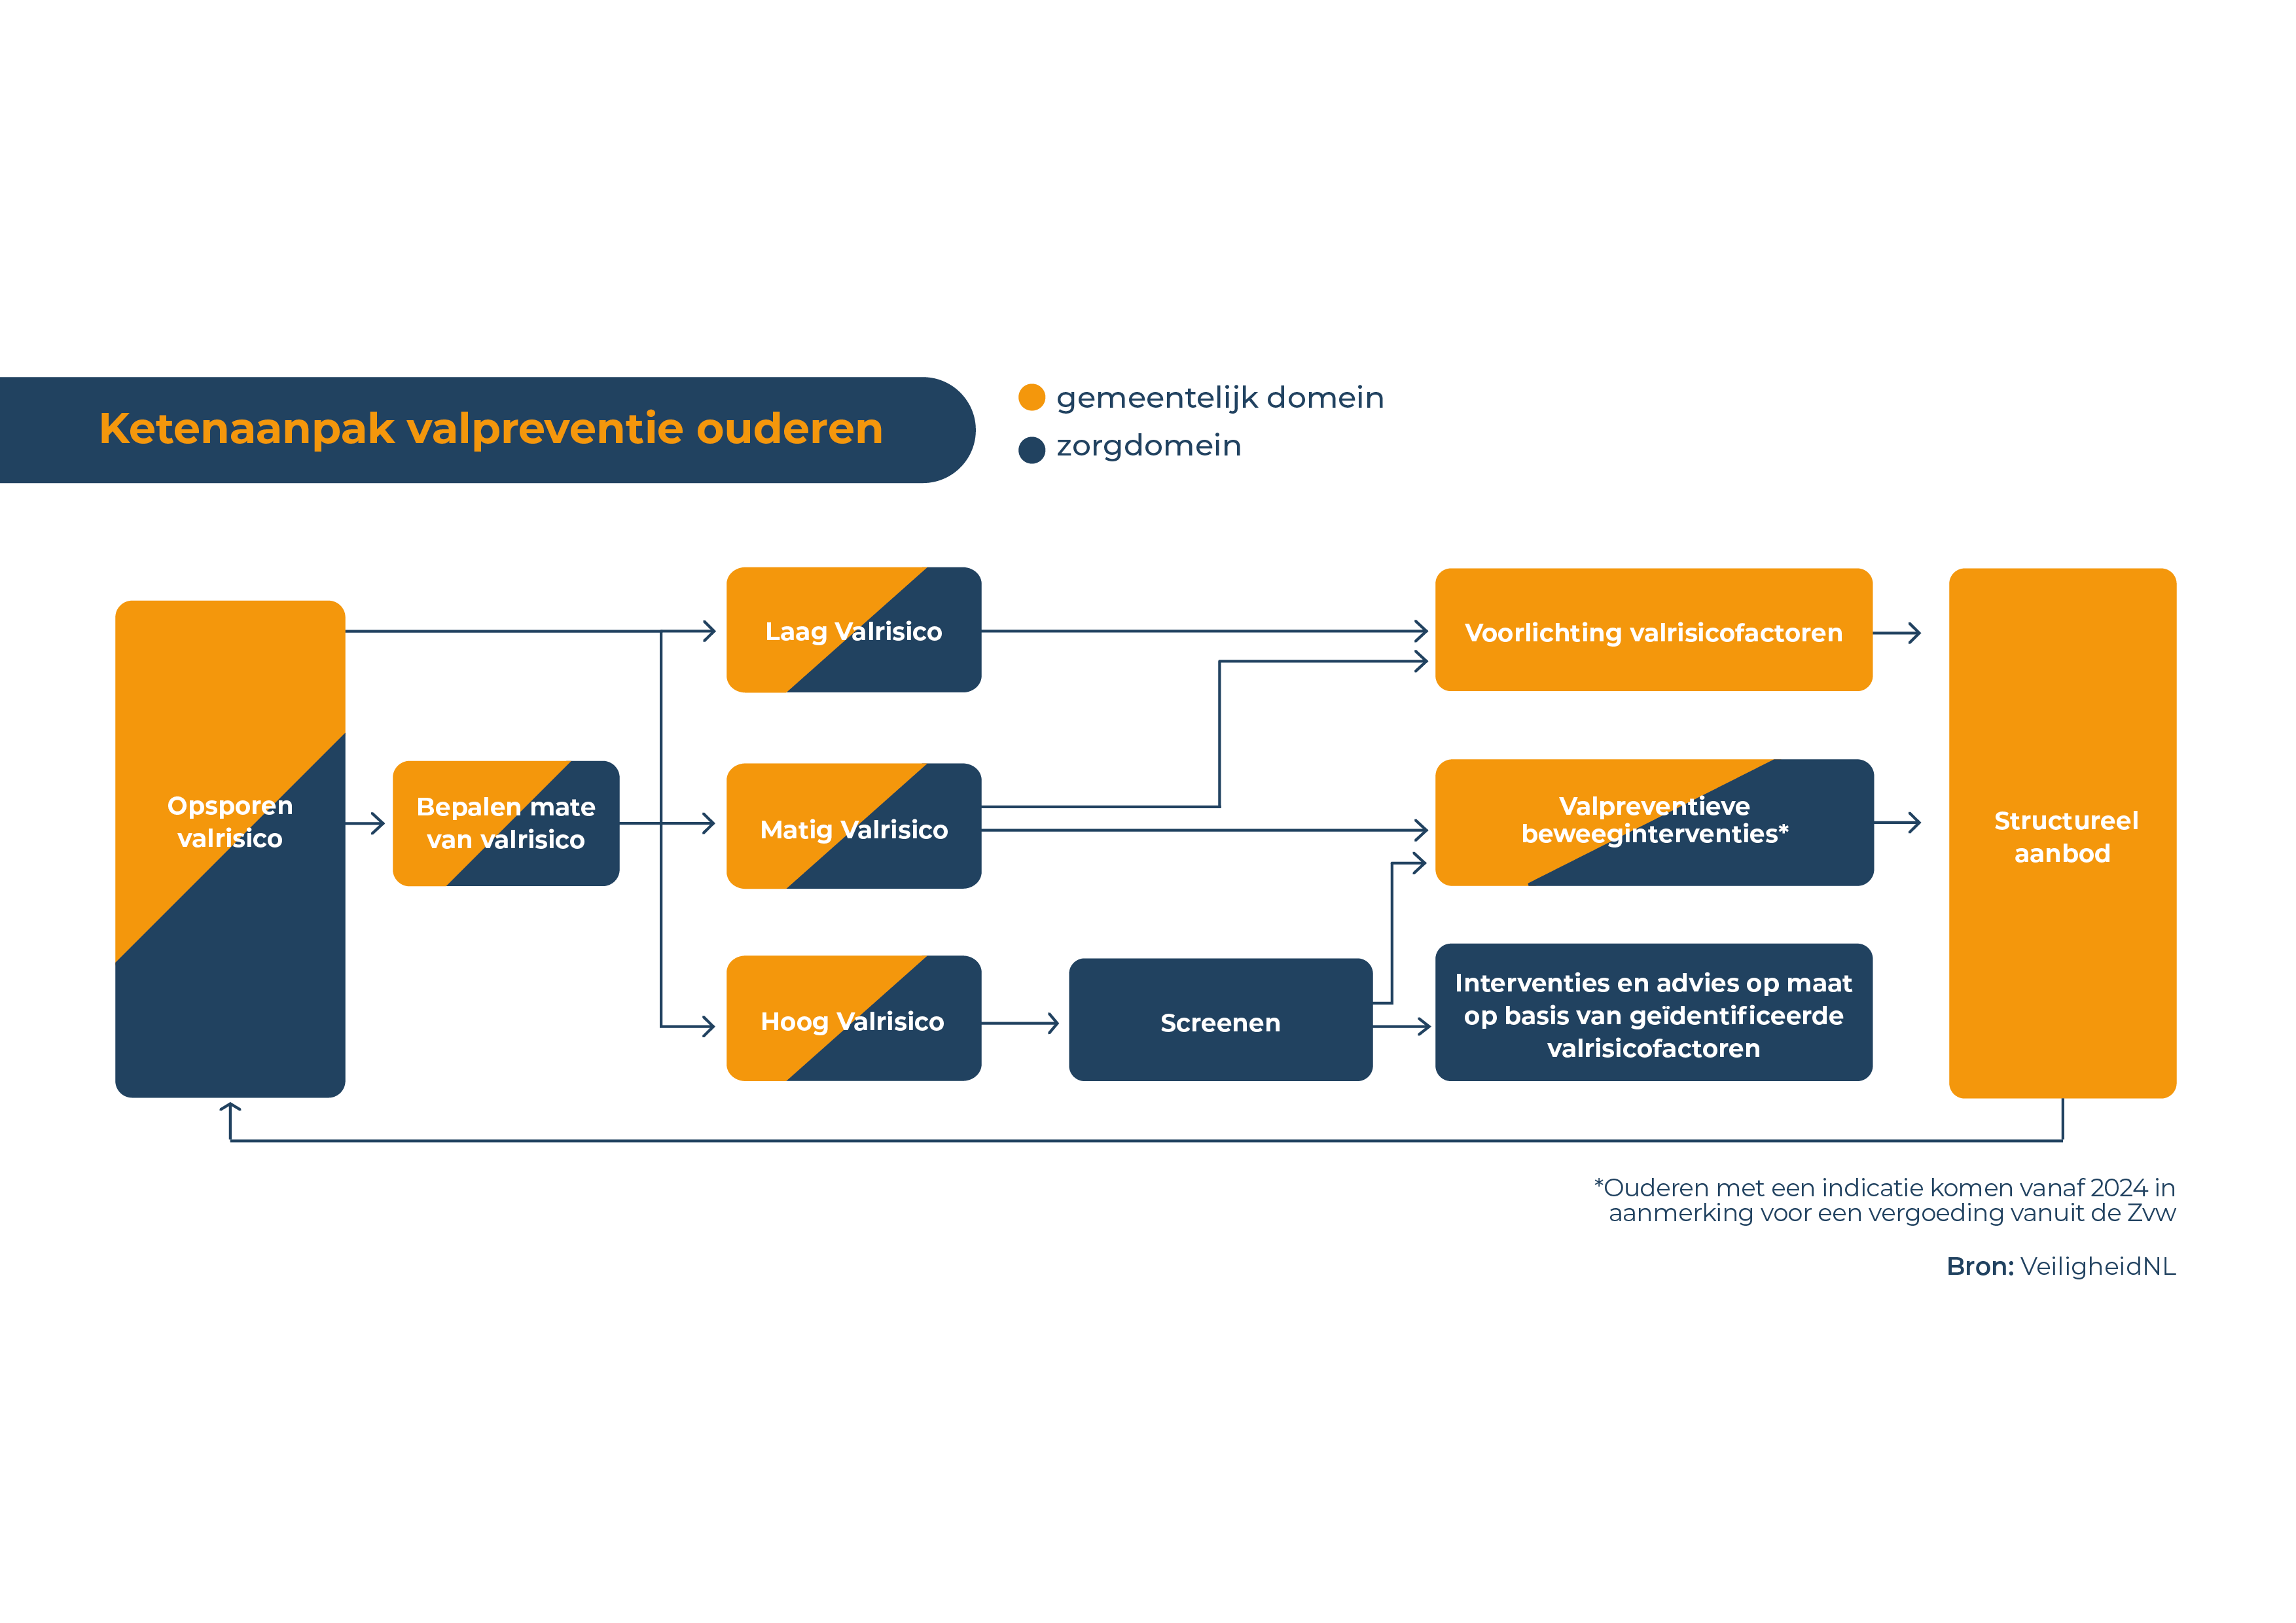 Ketenaanpak valpreventie ouderen
gemeentelijk domein
zorgdomein
Opsporen
valrisico
Bepalen mate
van valrisico
Laag Valrisico
Matig Valrisico
Hoog Valrisico
Screenen
Voorlichting valrisicofactoren
Valpreventieve
beweeginterventies*
Interventies en advies op maat
op basis van geïdentificeerde
valrisicofactoren
Structureel
aanbod
*Ouderen met een indicatie komen vanaf 2024 in
aanmerking voor een vergoeding vanuit de Zvw
Bron: VeiligheidNL